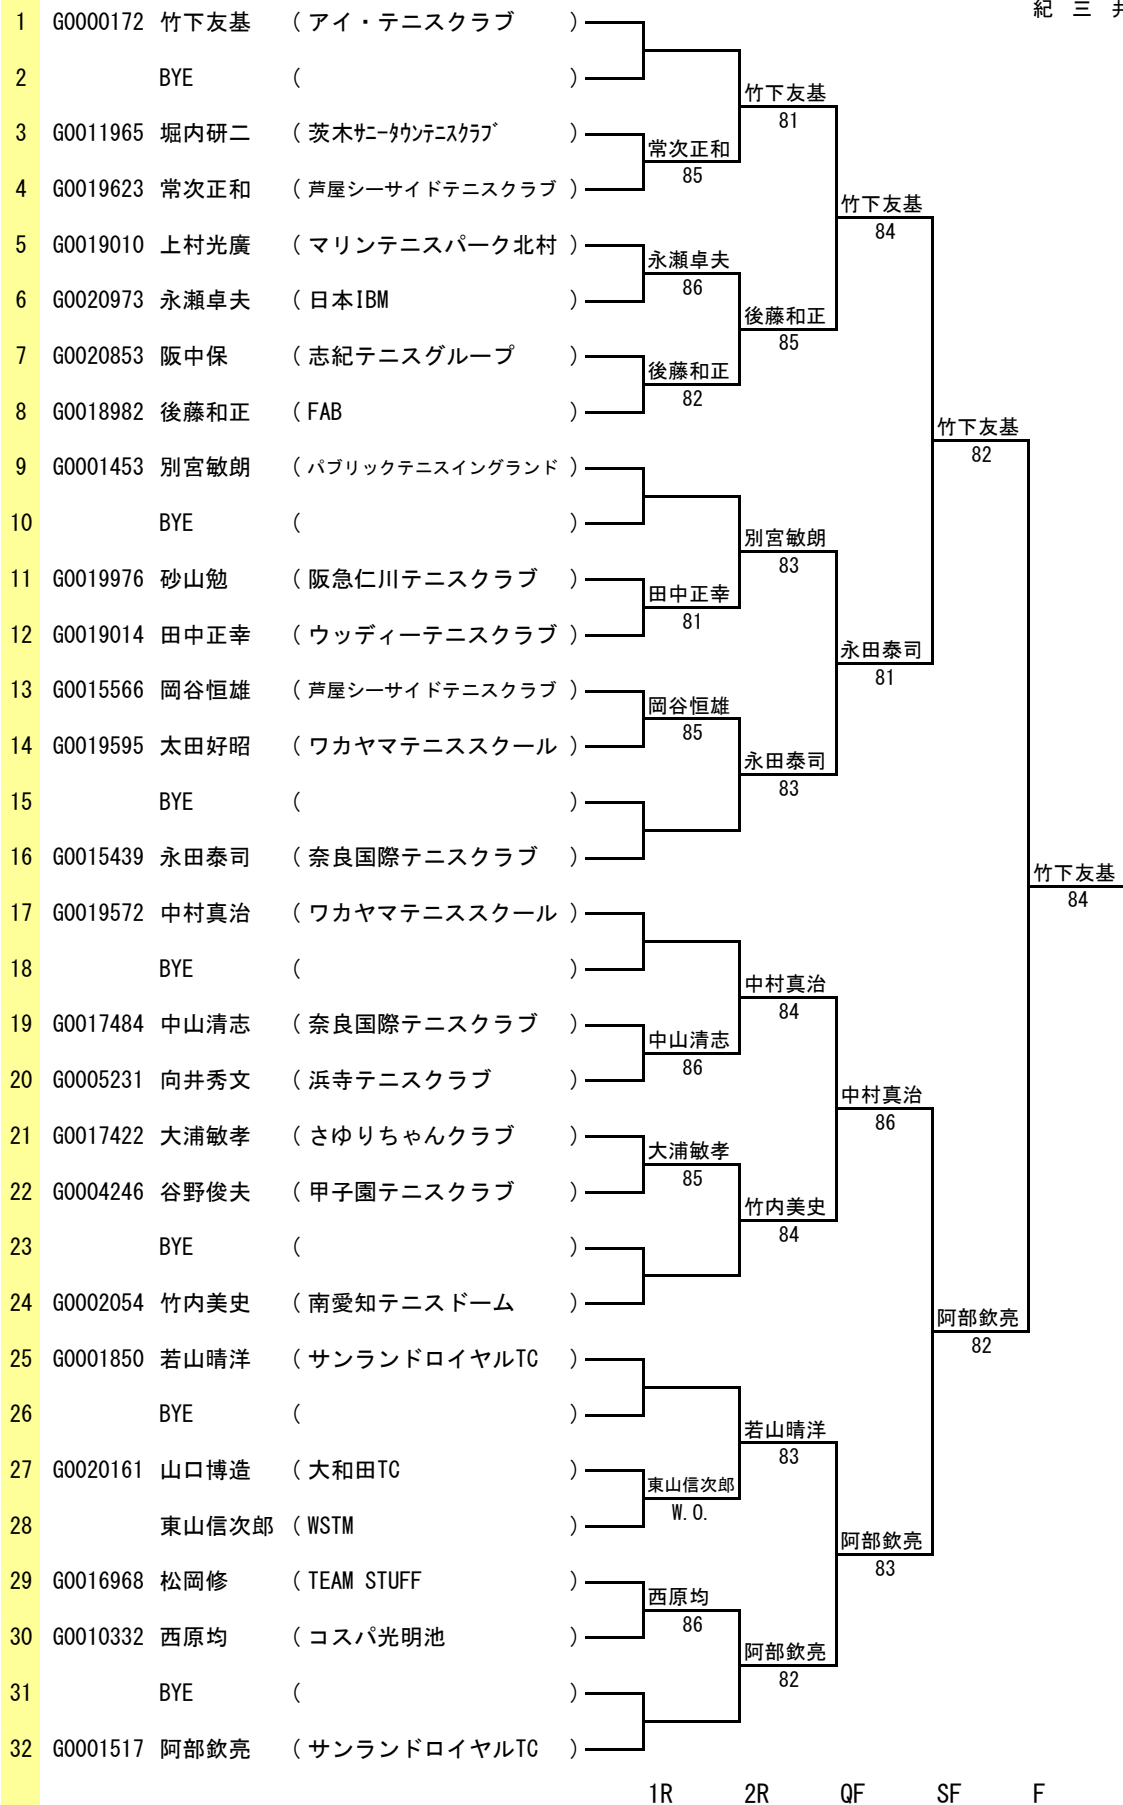 紀 三 井
1 G0000172 竹下友基 ( アイ・テニスクラブ )
2 BYE ( )
竹下友基
81
3 G0011965 堀内研二 ( 茨木サニータウンテニスクラブ )
常次正和
85
4 G0019623 常次正和 ( 芦屋シーサイドテニスクラブ )
竹下友基
84
5 G0019010 上村光廣 ( マリンテニスパーク北村 )
永瀬卓夫
86
6 G0020973 永瀬卓夫 ( 日本IBM )
後藤和正
85
7 G0020853 阪中保 ( 志紀テニスグループ )
後藤和正
82
8 G0018982 後藤和正 ( FAB )
竹下友基
82
9 G0001453 別宮敏朗 ( パブリックテニスイングランド )
10 BYE ( )
別宮敏朗
83
11 G0019976 砂山勉 ( 阪急仁川テニスクラブ )
田中正幸
81
12 G0019014 田中正幸 ( ウッディーテニスクラブ )
永田泰司
81
13 G0015566 岡谷恒雄 ( 芦屋シーサイドテニスクラブ )
岡谷恒雄
85
14 G0019595 太田好昭 ( ワカヤマテニススクール )
永田泰司
83
15 BYE ( )
16 G0015439 永田泰司 ( 奈良国際テニスクラブ )
竹下友基
84
17 G0019572 中村真治 ( ワカヤマテニススクール )
18 BYE ( )
中村真治
84
19 G0017484 中山清志 ( 奈良国際テニスクラブ )
中山清志
86
20 G0005231 向井秀文 ( 浜寺テニスクラブ )
中村真治
86
21 G0017422 大浦敏孝 ( さゆりちゃんクラブ )
大浦敏孝
85
22 G0004246 谷野俊夫 ( 甲子園テニスクラブ )
竹内美史
84
23 BYE ( )
24 G0002054 竹内美史 ( 南愛知テニスドーム )
阿部欽亮
82
25 G0001850 若山晴洋 ( サンランドロイヤルTC )
26 BYE ( )
若山晴洋
83
27 G0020161 山口博造 ( 大和田TC )
東山信次郎
W.O.
28 東山信次郎 ( WSTM )
阿部欽亮
83
29 G0016968 松岡修 ( TEAM STUFF )
西原均
86
30 G0010332 西原均 ( コスパ光明池 )
阿部欽亮
82
31 BYE ( )
32 G0001517 阿部欽亮 ( サンランドロイヤルTC )
1R 2R QF SF F